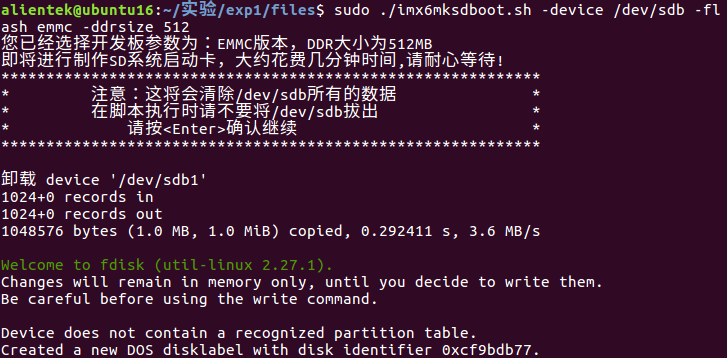 alientek@ubuntu16:~/实验/exp1/files$ sudo ./imx6mksdboot.sh -device /dev/sdb -fl
ash emmc -ddrsize 512
您已经选择开发板参数为：EMMC版本，DDR大小为512MB
即将进行制作SD系统启动卡，大约花费几分钟时间,请耐心等待!
************************************************************
*         注意：这将会清除/dev/sdb所有的数据               *
*         在脚本执行时请不要将/dev/sdb拔出                 *
*             请按<Enter>确认继续                          *
************************************************************
卸载 device '/dev/sdb1'
1024+0 records in
1024+0 records out
1048576 bytes (1.0 MB, 1.0 MiB) copied, 0.292411 s, 3.6 MB/s
Welcome to fdisk (util-linux 2.27.1).
Changes will remain in memory only, until you decide to write them.
Be careful before using the write command.
Device does not contain a recognized partition table.
Created a new DOS disklabel with disk identifier 0xcf9bdb77.